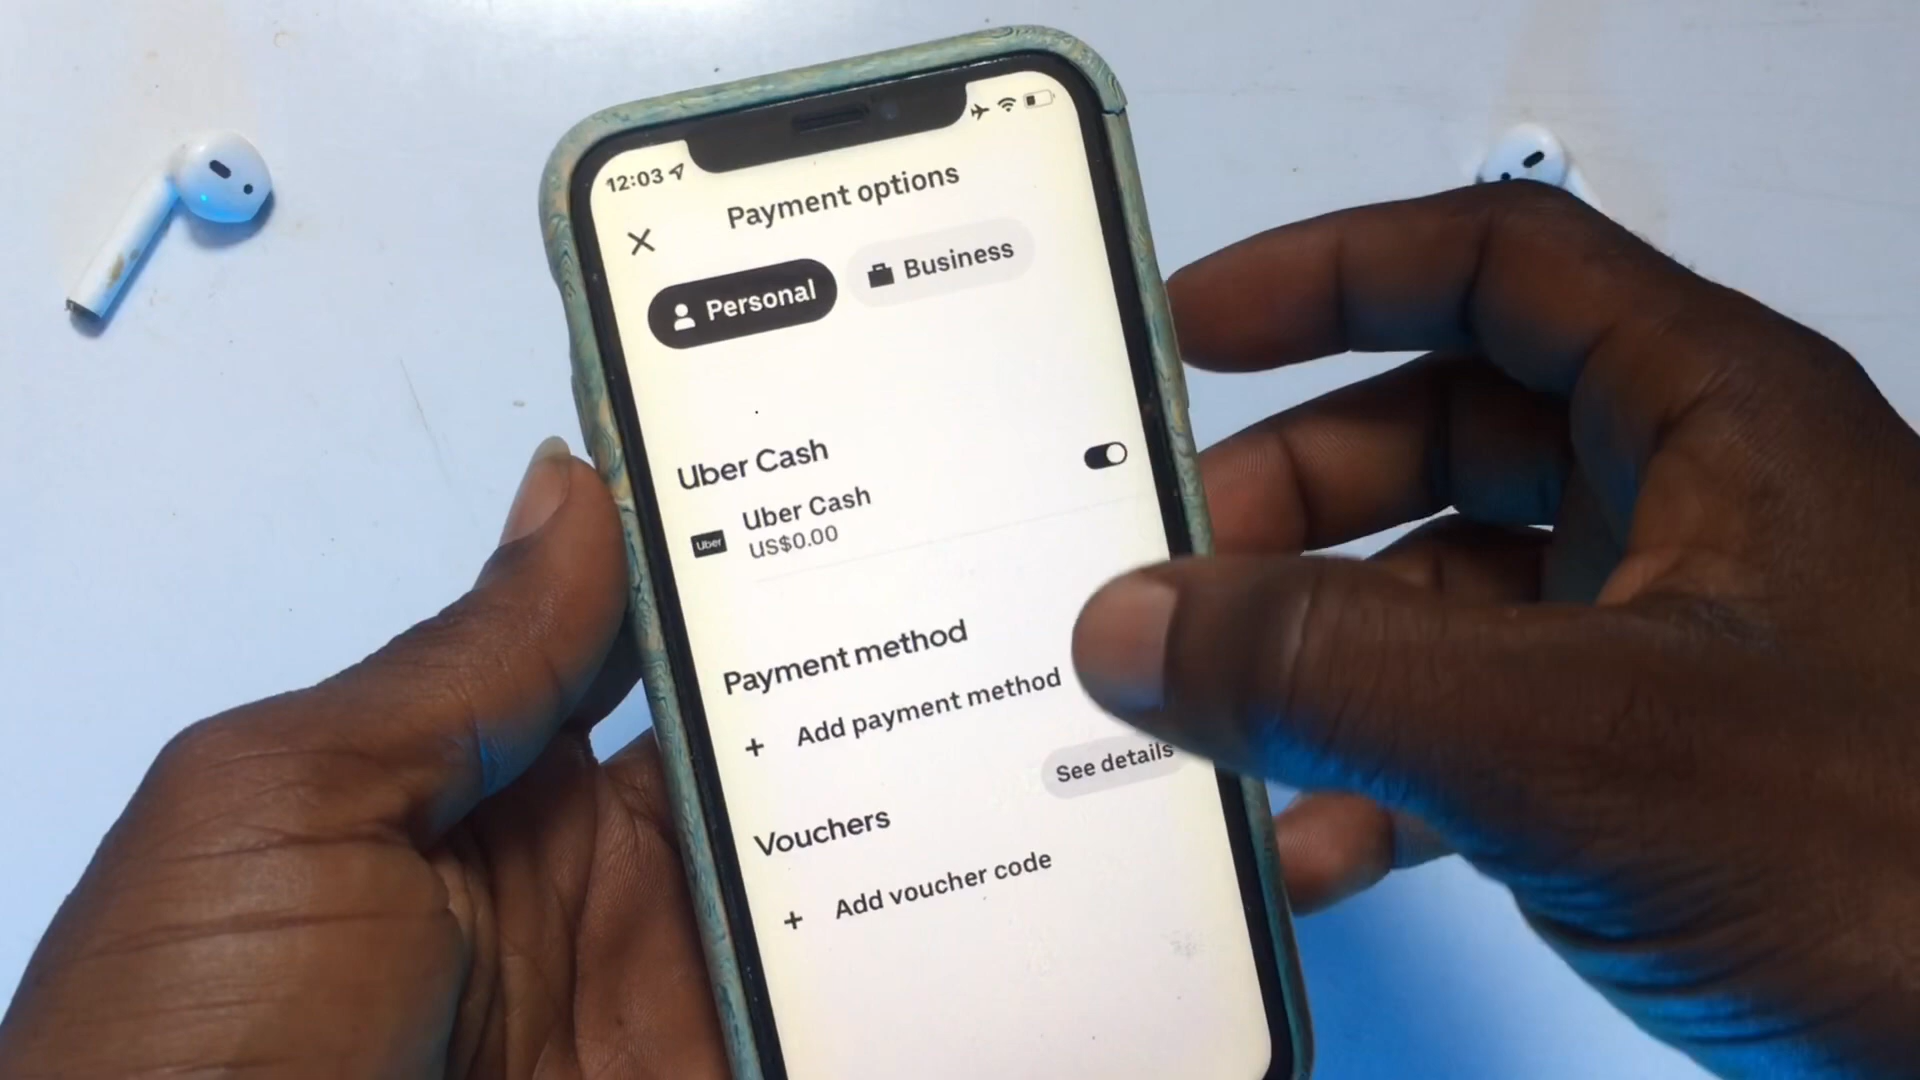 12:03
Payment options
Personal
Business
Uber Cash
Uber Cash
Uber
US$0.00
Payment method
+ Add payment method
See details
Vouchers
+ Add voucher code